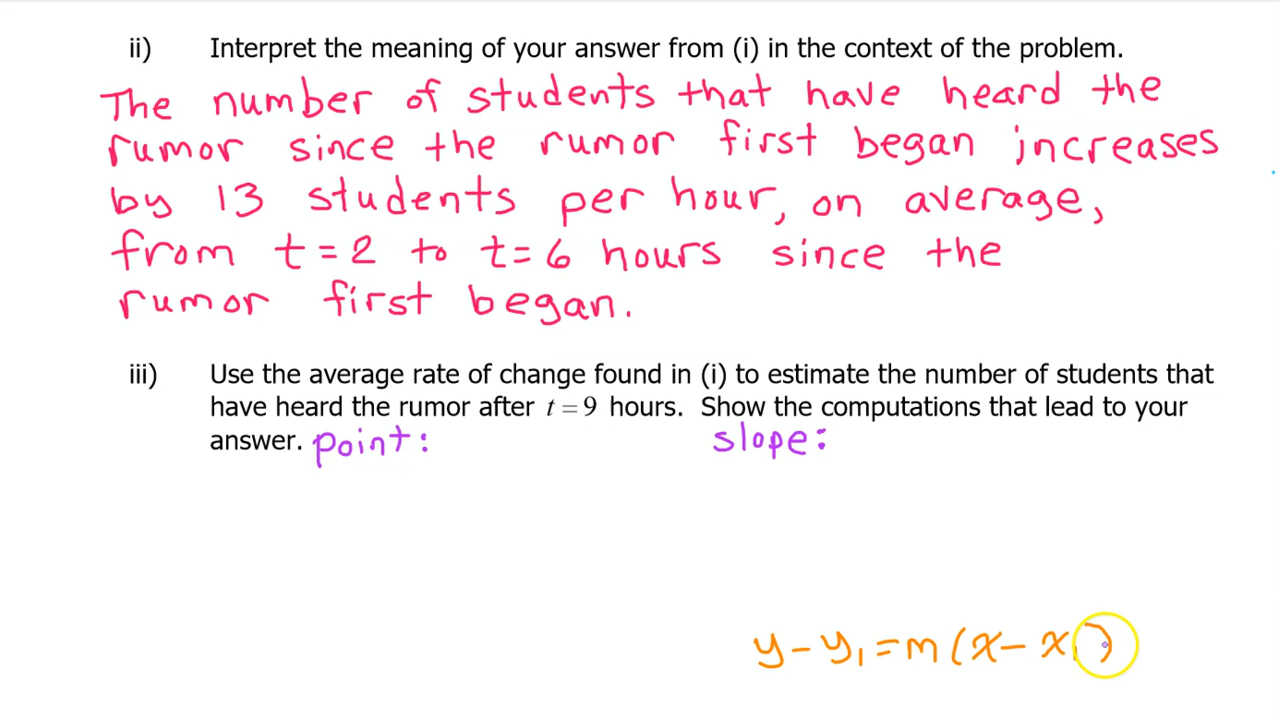 ii) Interpret the meaning of your answer from (i) in the context of the problem.
The number of students that have heard the
rumor since the rumor first began increases
by 13 students per hour, on average,
from t = 2 to t = 6 hours since the
rumor first began.
iii) Use the average rate of change found in (i) to estimate the number of students that
have heard the rumor after t = 9 hours. Show the computations that lead to your
answer. point: slope:
y - y₁ = m(x - x₁)